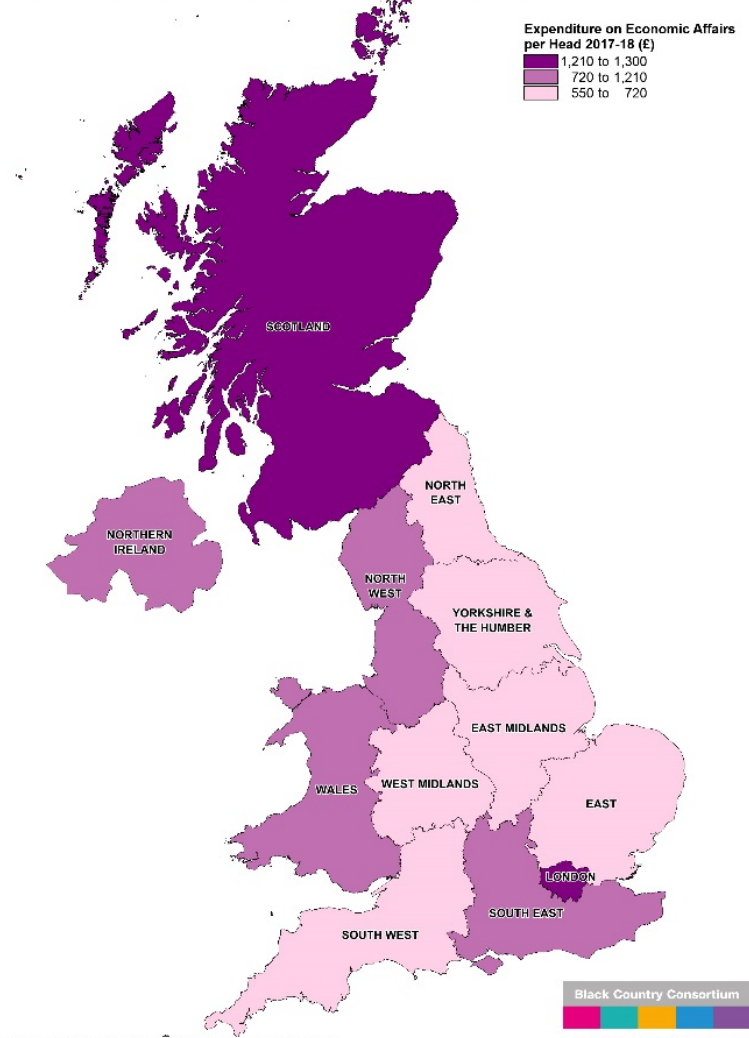 Expenditure on Economic Affairs
per Head 2017-18 (£)
1,210 to 1,300
720 to 1,210
550 to 720
SCOTLAND
NORTH
EAST
NORTHERN
IRELAND
NORTH
WEST
YORKSHIRE &
THE HUMBER
EAST MIDLANDS
WEST MIDLANDS
WALES
EAST
LONDON
SOUTH EAST
SOUTH WEST
Black Country Consortium